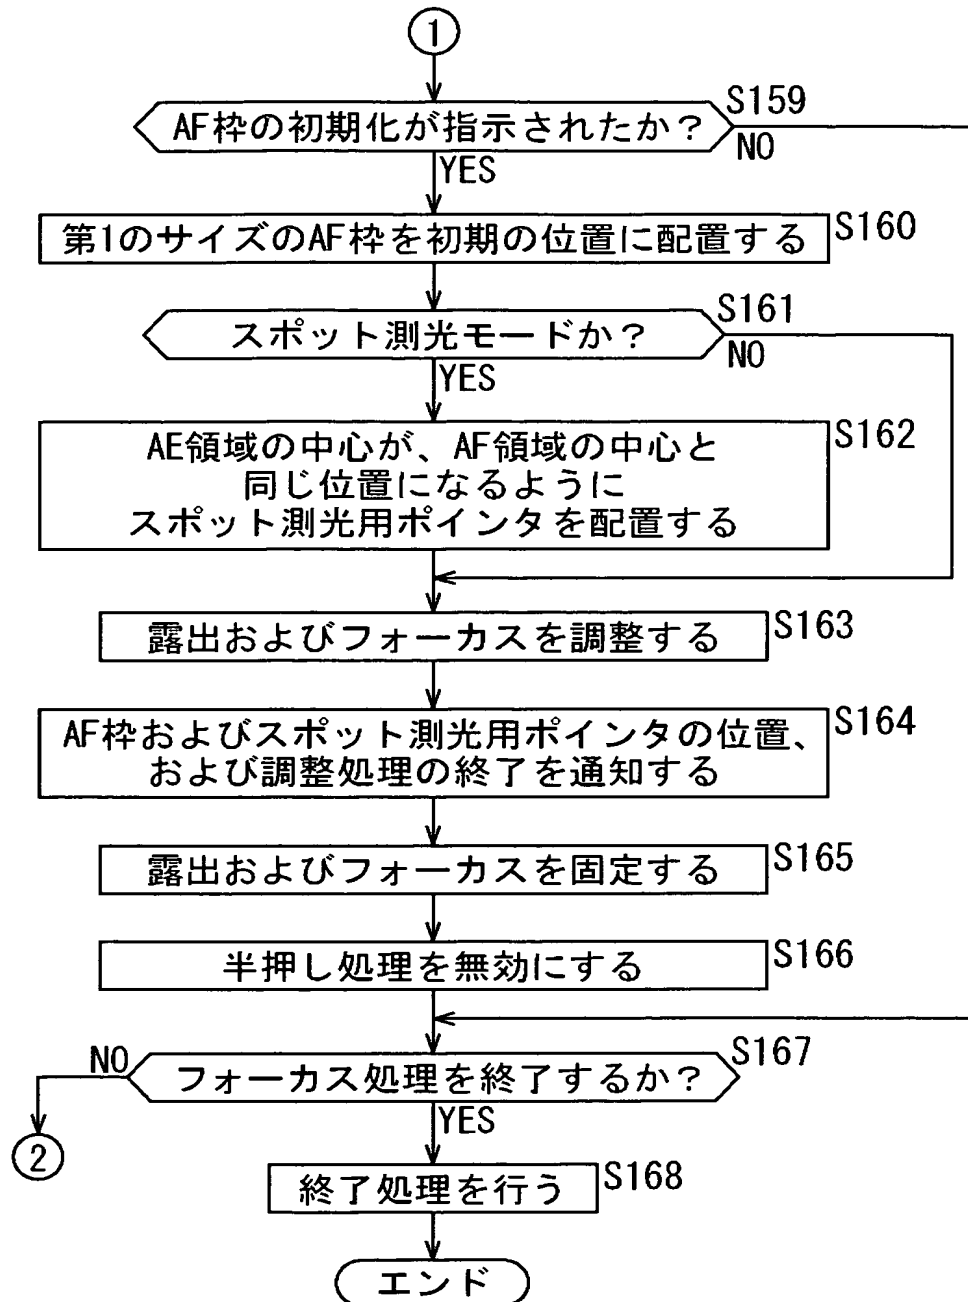 1
S159
AF枠の初期化が指示されたか？
NO
YES
第1のサイズのAF枠を初期の位置に配置する
S160
S161
スポット測光モードか？
NO
YES
S162
AE領域の中心が、AF領域の中心と
同じ位置になるように
スポット測光用ポインタを配置する
露出およびフォーカスを調整する
S163
AF枠およびスポット測光用ポインタの位置、
および調整処理の終了を通知する
S164
露出およびフォーカスを固定する
S165
半押し処理を無効にする
S166
S167
NO
フォーカス処理を終了するか？
YES
2
終了処理を行う
S168
エンド